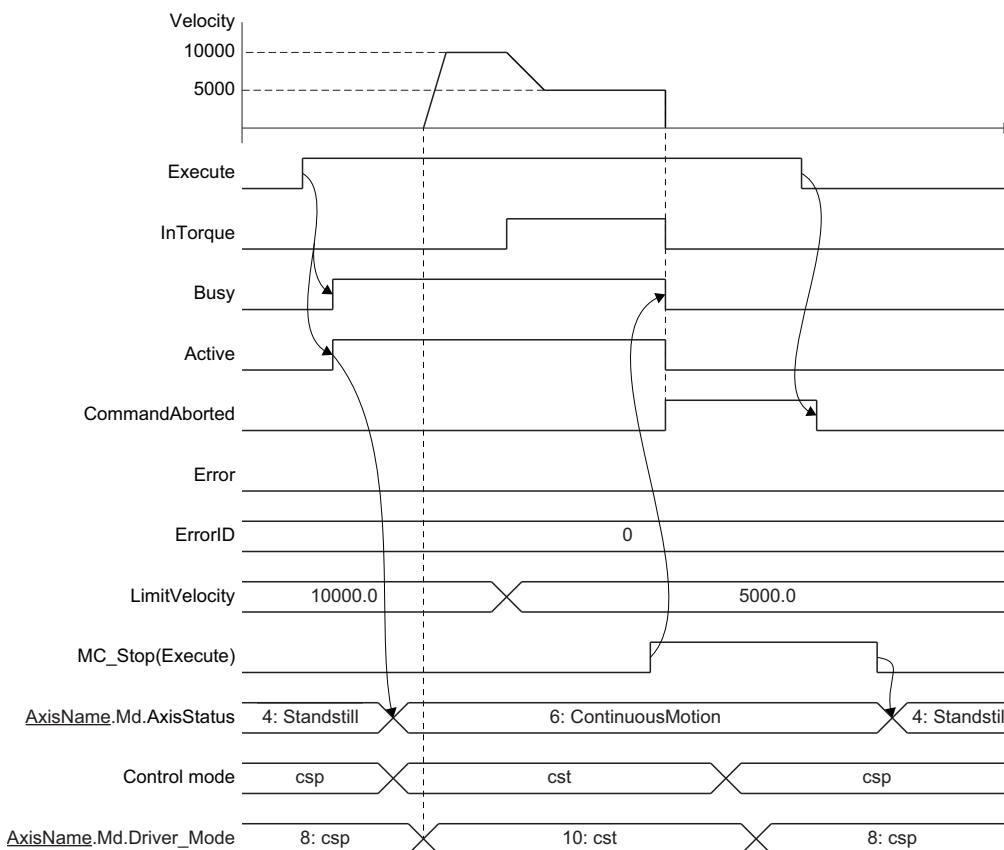 Velocity
10000
5000
Execute
InTorque
Busy
Active
CommandAborted
Error
ErrorID
0
LimitVelocity 10000.0 5000.0
MC_Stop(Execute)
AxisName.Md.AxisStatus 4: Standstill 6: ContinuousMotion 4: Standstil
Control mode csp cst csp
AxisName.Md.Driver_Mode 8: csp 10: cst 8: csp